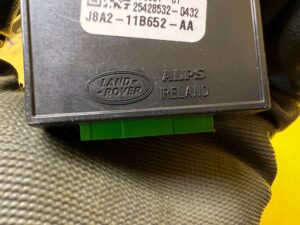 25428532-0432
J8A2-11B652-AA
LAND-
-ROVER
ALPS
IRELAND